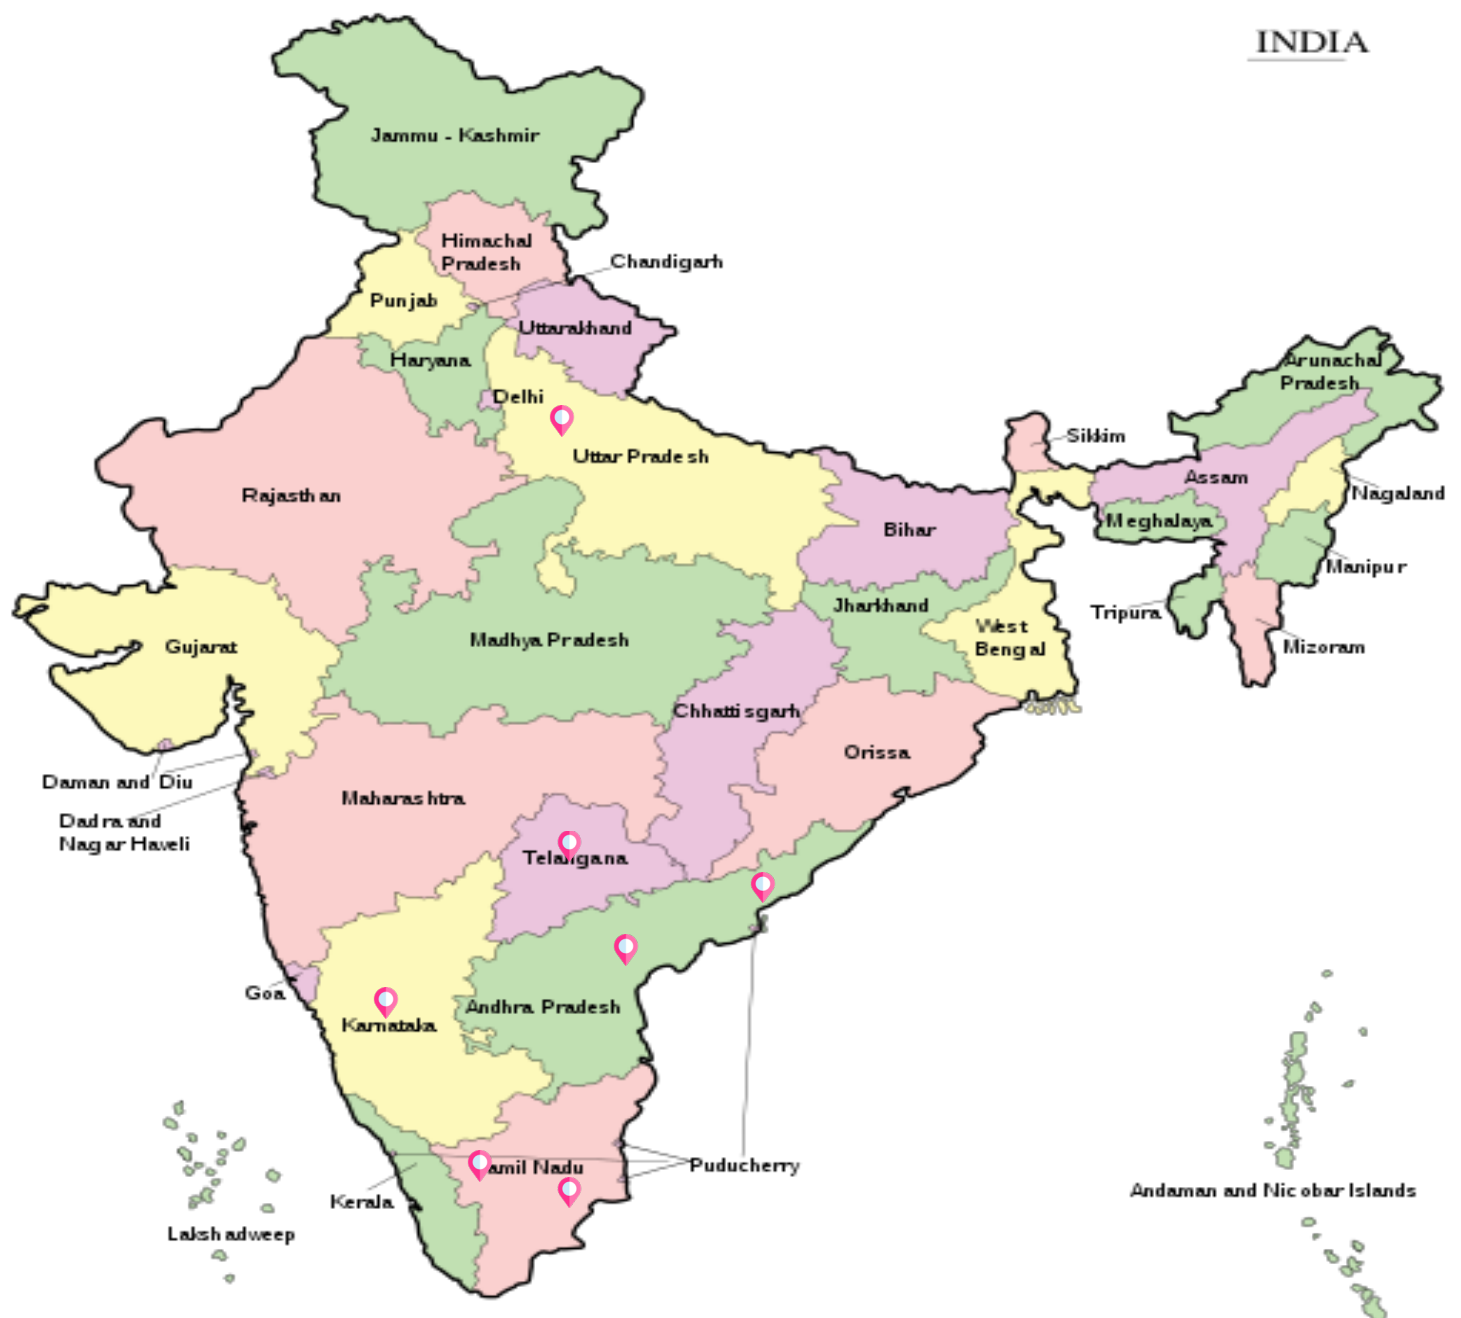 INDIA
Jammu - Kashmir
Himachal
Pradesh
Chandigarh
Punjab
Uttarakhand
Haryana
Delhi
Arunachal
Pradesh
Sikkim
Uttar Pradesh
Assam
Rajasthan
Nagaland
Meghalaya
Bihar
Manipur
Jharkhand
Tripura
West
Bengal
Madhya Pradesh
Gujarat
Mizoram
Chhattisgarh
Orissa
Daman and Diu
Maharashtra
Dadra and
Nagar Haveli
Telangana
Goa
Andhra Pradesh
Karnataka
Puducherry
Tamil Nadu
Kerala
Andaman and Nicobar Islands
Lakshadweep